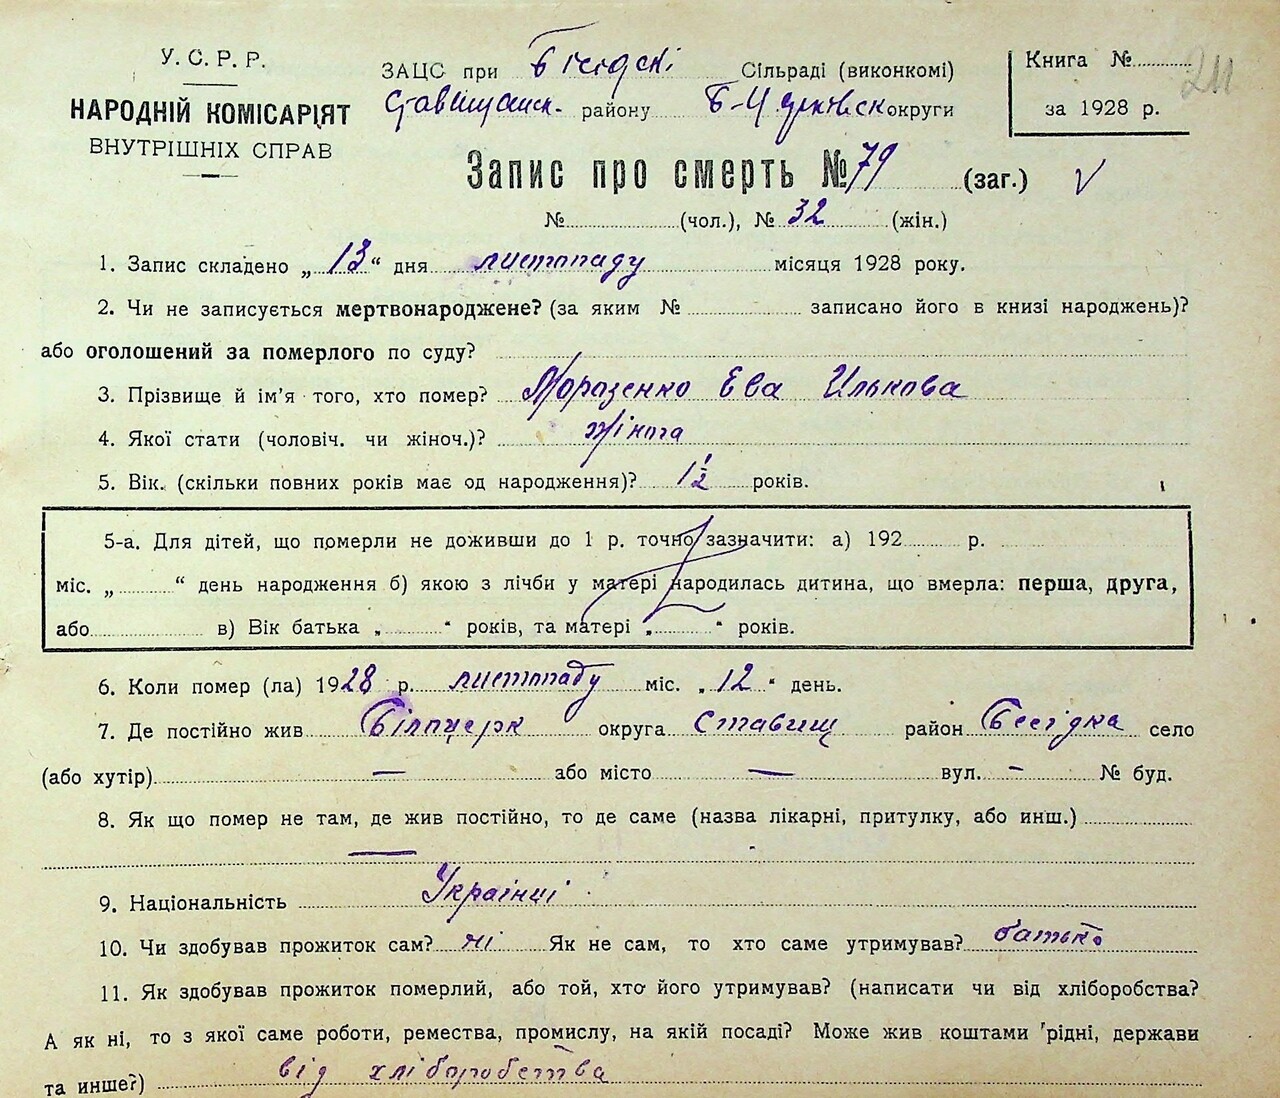 У. С. Р. Р.
НАРОДНІЙ КОМІСАРІЯТ
ВНУТРІШНІХ СПРАВ
ЗАЦС при Бесідскі Сільраді (виконкомі)
Ставищанск. району Б-Церковск округи
Книга №
за 1928 р.
211
Запис про смерть № 79 (заг.) V
№ (чол.), № 32 (жін.)
1. Запис складено „13“ дня листопаду місяця 1928 року.
2. Чи не записується мертвонароджене? (за яким № записано його в книзі народжень)?
або оголошений за померлого по суду?
3. Прізвище й ім'я того, хто помер? Ева Илькова
4. Якої стати (чоловіч. чи жіноч.)? жіноча
5. Вік. (скільки повних років має од народження)? 1½ років.
5-а. Для дітей, що померли не доживши до 1 р. точно зазначити: а) 192 р.
міс. „ “ день народження б) якою з лічби у матері народилась дитина, що вмерла: перша, друга,
або в) Вік батька „ “ років, та матері „ “ років.
6. Коли помер (ла) 1928 р. листопаду міс. „12“ день.
7. Де постійно жив Білпцерк округа Ставищ район Бесідка село
(або хутір) — або місто — вул. – № буд.
8. Як що помер не там, де жив постійно, то де саме (назва лікарні, притулку, або инш.)
—
9. Національність Украінці
10. Чи здобував прожиток сам? ні Як не сам, то хто саме утримував? батько
11. Як здобував прожиток померлий, або той, хто його утримував? (написати чи від хліборобства?
А як ні, то з якої саме роботи, ремества, промислу, на якій посаді? Може жив коштами рідні, держави
та инше?) від хліборобства